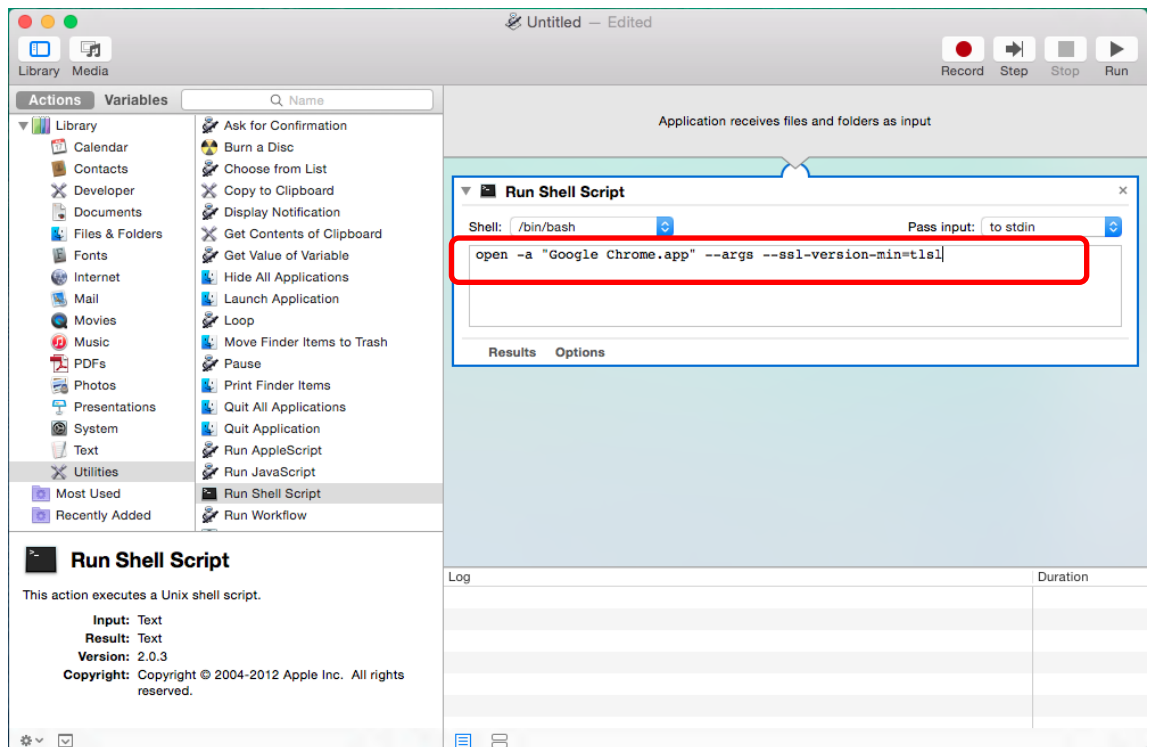 Untitled — Edited
Library Media
Record Step Stop Run
Actions Variables
Name
Library
Calendar
Contacts
Developer
Documents
Files & Folders
Fonts
Internet
Mail
Movies
Music
PDFs
Photos
Presentations
System
Text
Utilities
Most Used
Recently Added
Ask for Confirmation
Burn a Disc
Choose from List
Copy to Clipboard
Display Notification
Get Contents of Clipboard
Get Value of Variable
Hide All Applications
Launch Application
Loop
Move Finder Items to Trash
Pause
Print Finder Items
Quit All Applications
Quit Application
Run AppleScript
Run JavaScript
Run Shell Script
Run Workflow
Application receives files and folders as input
Run Shell Script
Shell: /bin/bash Pass input: to stdin
open -a "Google Chrome.app" --args --ssl-version-min=tlsl
Results Options
Run Shell Script
This action executes a Unix shell script.
Input: Text
Result: Text
Version: 2.0.3
Copyright: Copyright © 2004-2012 Apple Inc. All rights
reserved.
Log Duration